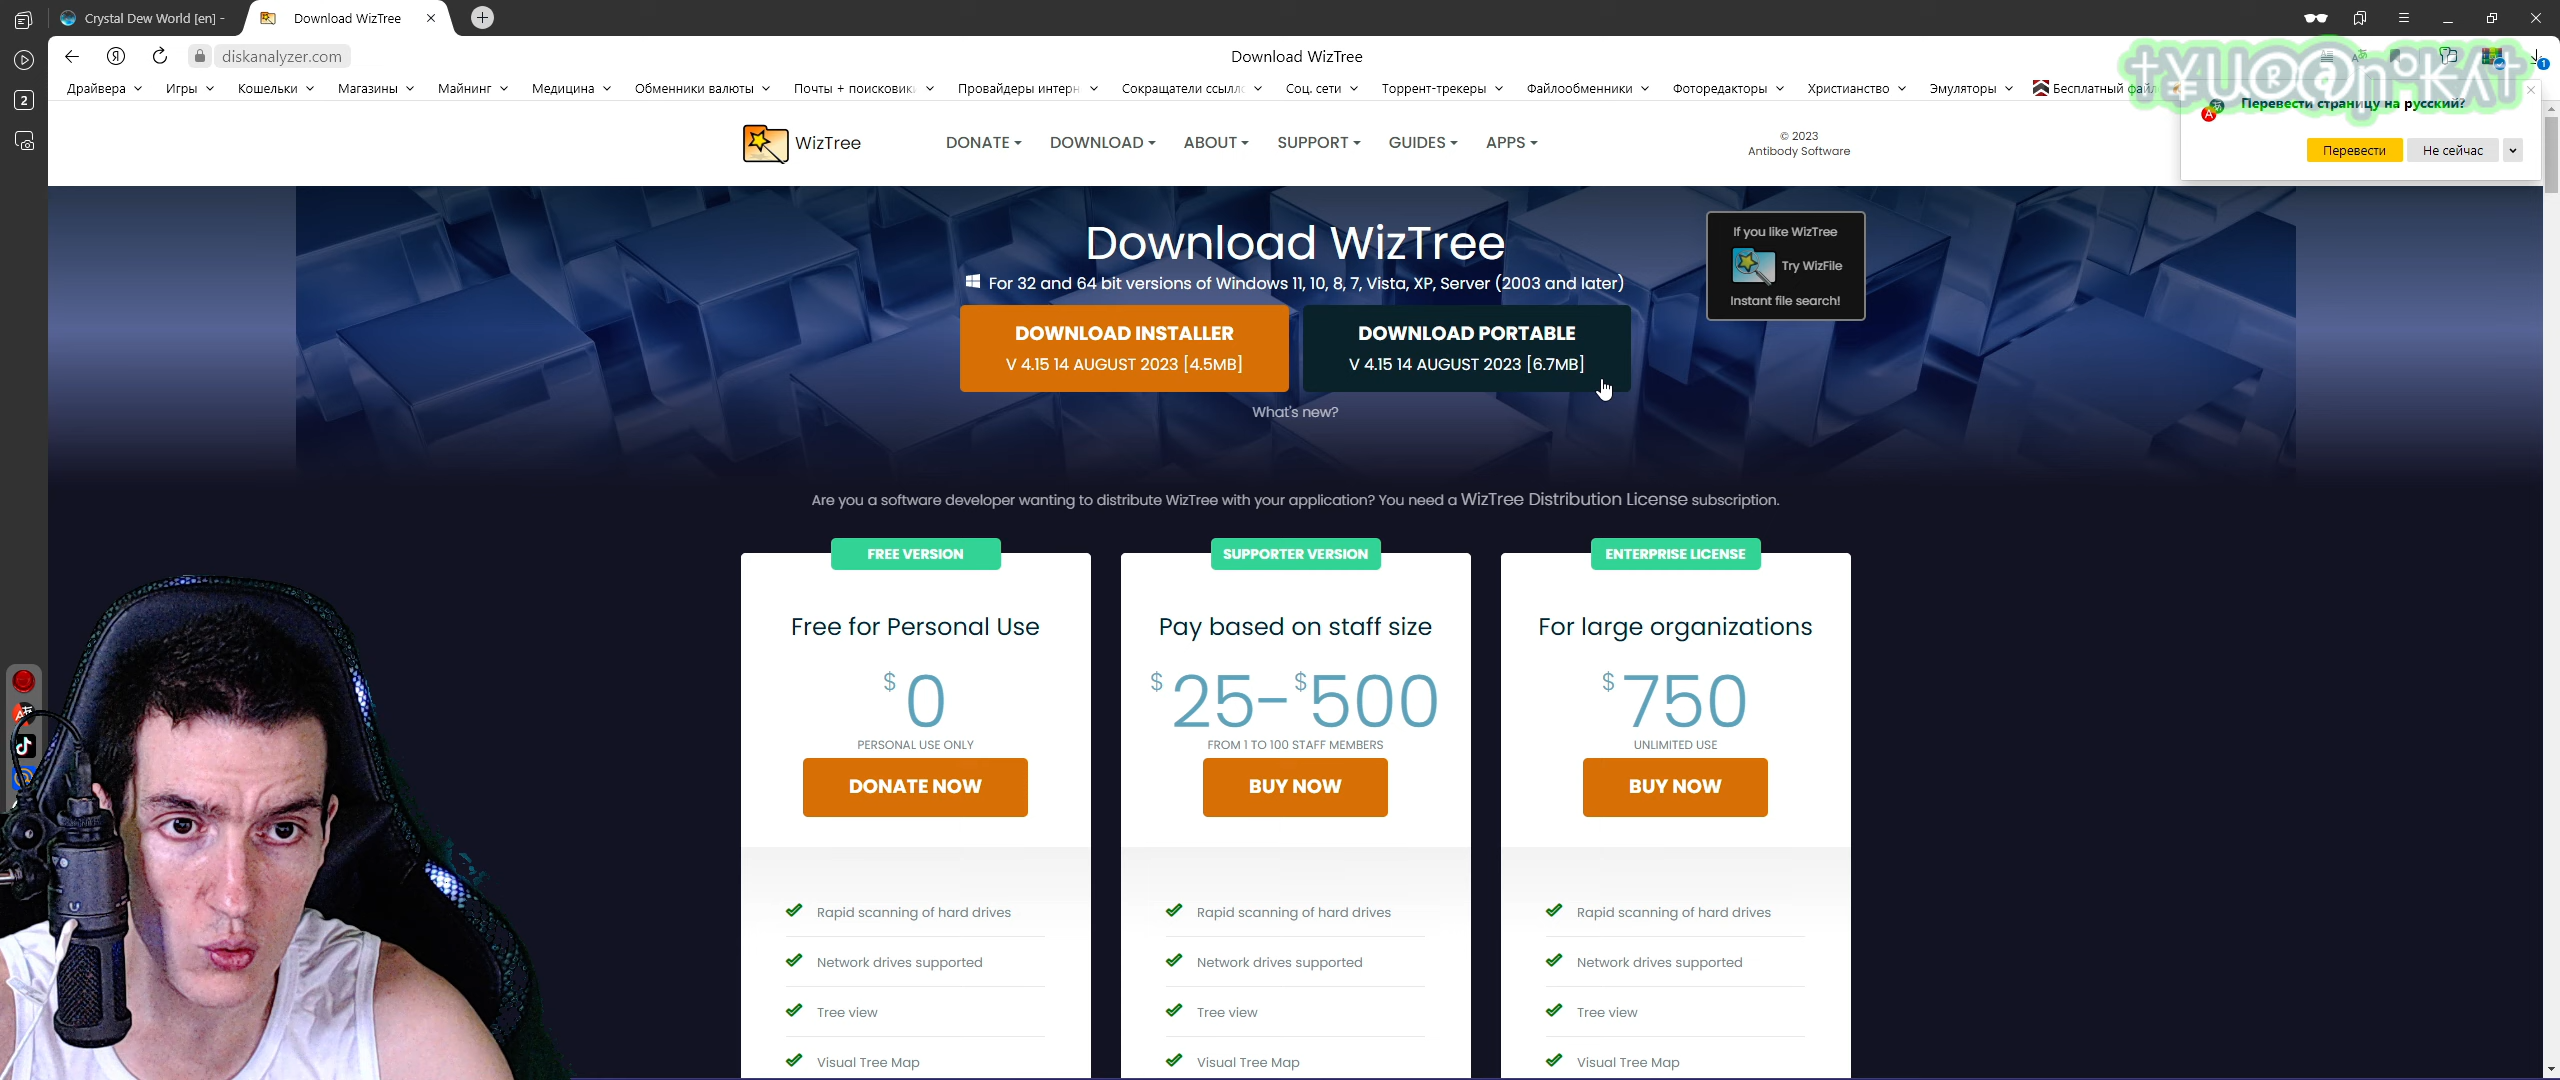 Crystal Dew World [en] -
Download WizTree
2
Я
diskanalyzer.com
Download WizTree
1
Драйвера
Игры
Кошельки
Магазины
Майнинг
Медицина
Обменники валюты
Почты + поисковик
Провайдеры интерн
Сокращатели ссыл
Соц. сети
Торрент-трекеры
Файлообменники
Фоторедакторы
Христианство
Эмуляторы
Бесплатный файл
Перевести страницу на русский?
Перевести
Не сейчас
WizTree
DONATE
DOWNLOAD
ABOUT
SUPPORT
GUIDES
APPS
© 2023
Antibody Software
Download WizTree
For 32 and 64 bit versions of Windows 11, 10, 8, 7, Vista, XP, Server (2003 and later)
If you like WizTree
Try WizFile
Instant file search!
DOWNLOAD INSTALLER
V 4.15 14 AUGUST 2023 [4.5MB]
DOWNLOAD PORTABLE
V 4.15 14 AUGUST 2023 [6.7MB]
What's new?
Are you a software developer wanting to distribute WizTree with your application? You need a WizTree Distribution License subscription.
FREE VERSION
Free for Personal Use
$0
PERSONAL USE ONLY
DONATE NOW
Rapid scanning of hard drives
Network drives supported
Tree view
Visual Tree Map
SUPPORTER VERSION
Pay based on staff size
$25-$500
FROM 1 TO 100 STAFF MEMBERS
BUY NOW
Rapid scanning of hard drives
Network drives supported
Tree view
Visual Tree Map
ENTERPRISE LICENSE
For large organizations
$750
UNLIMITED USE
BUY NOW
Rapid scanning of hard drives
Network drives supported
Tree view
Visual Tree Map